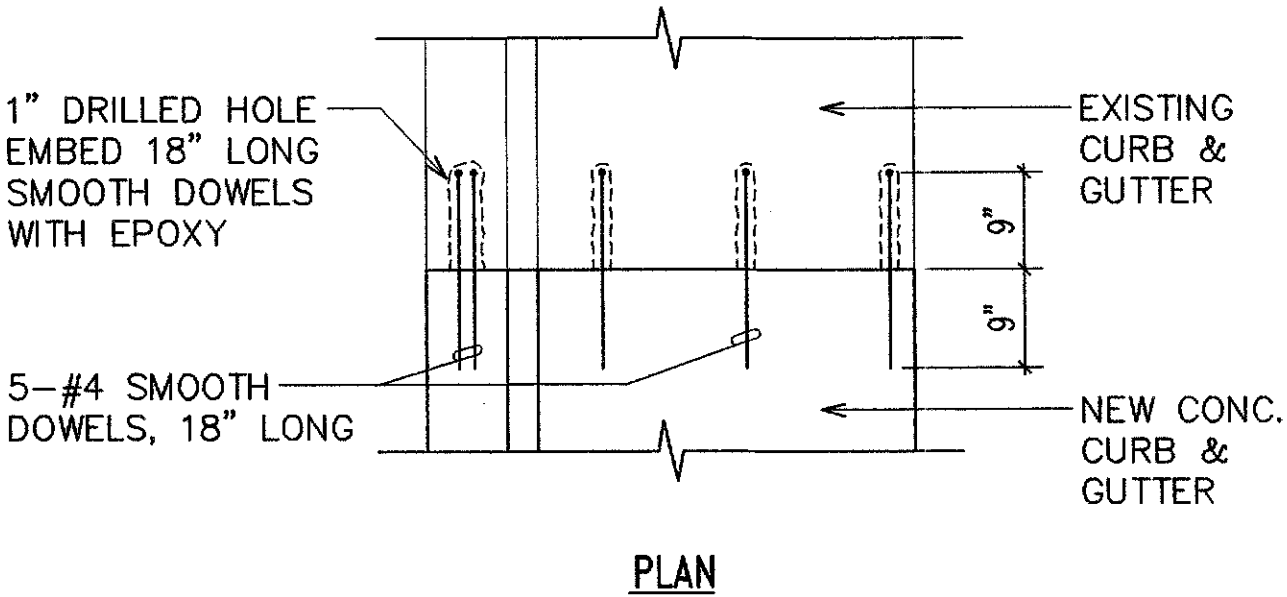 1” DRILLED HOLE
EMBED 18” LONG
SMOOTH DOWELS
WITH EPOXY
5-#4 SMOOTH
DOWELS, 18” LONG
EXISTING
CURB &
GUTTER
9”
9”
NEW CONC.
CURB &
GUTTER
PLAN